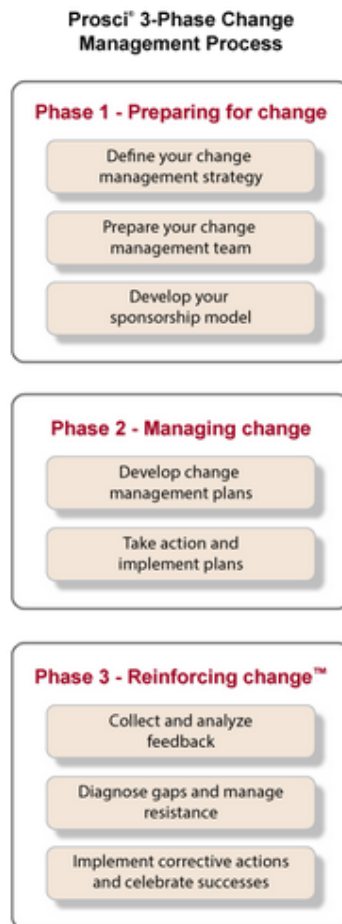 Prosci® 3-Phase Change
Management Process
Phase 1 - Preparing for change
Define your change
management strategy
Prepare your change
management team
Develop your
sponsorship model
Phase 2 - Managing change
Develop change
management plans
Take action and
implement plans
Phase 3 - Reinforcing change™
Collect and analyze
feedback
Diagnose gaps and manage
resistance
Implement corrective actions
and celebrate successes